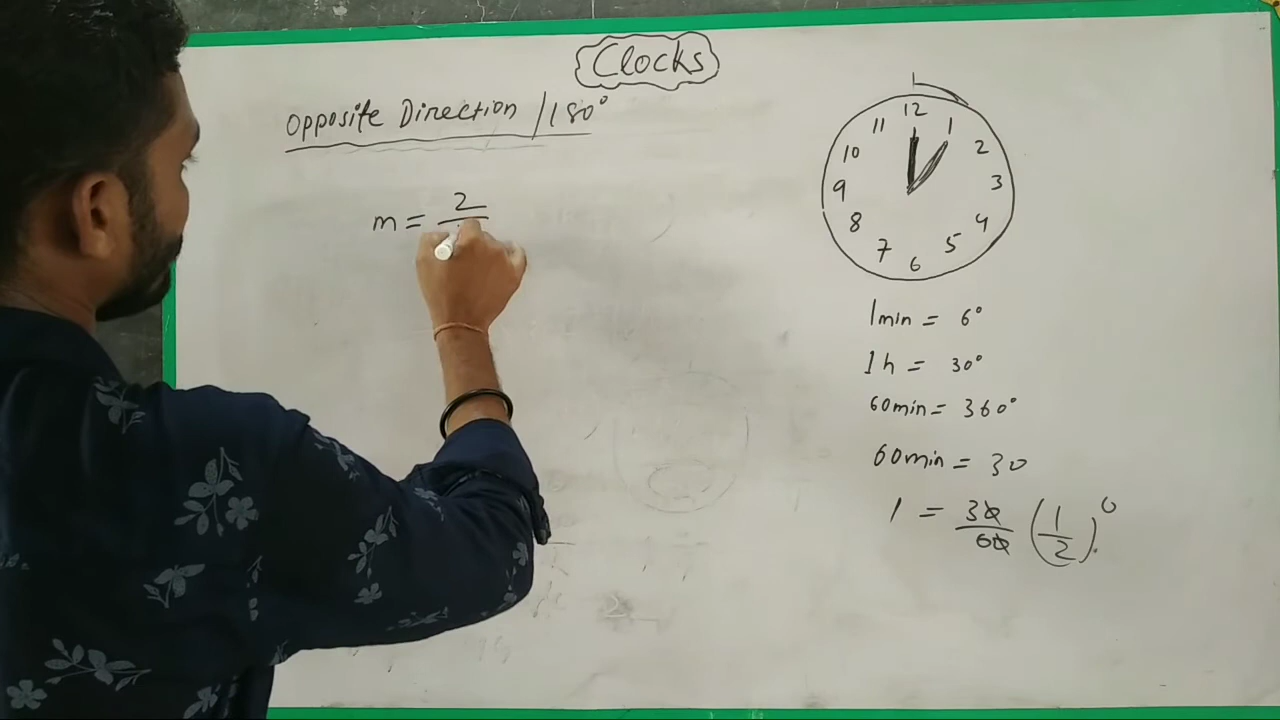 Clocks
Opposite Direction /180°
m = 2
12
11
1
10
2
9
3
8
4
7
5
6
1min = 6°
1h = 30°
60min = 360°
60min = 30
1 = 30/60 (1/2)°